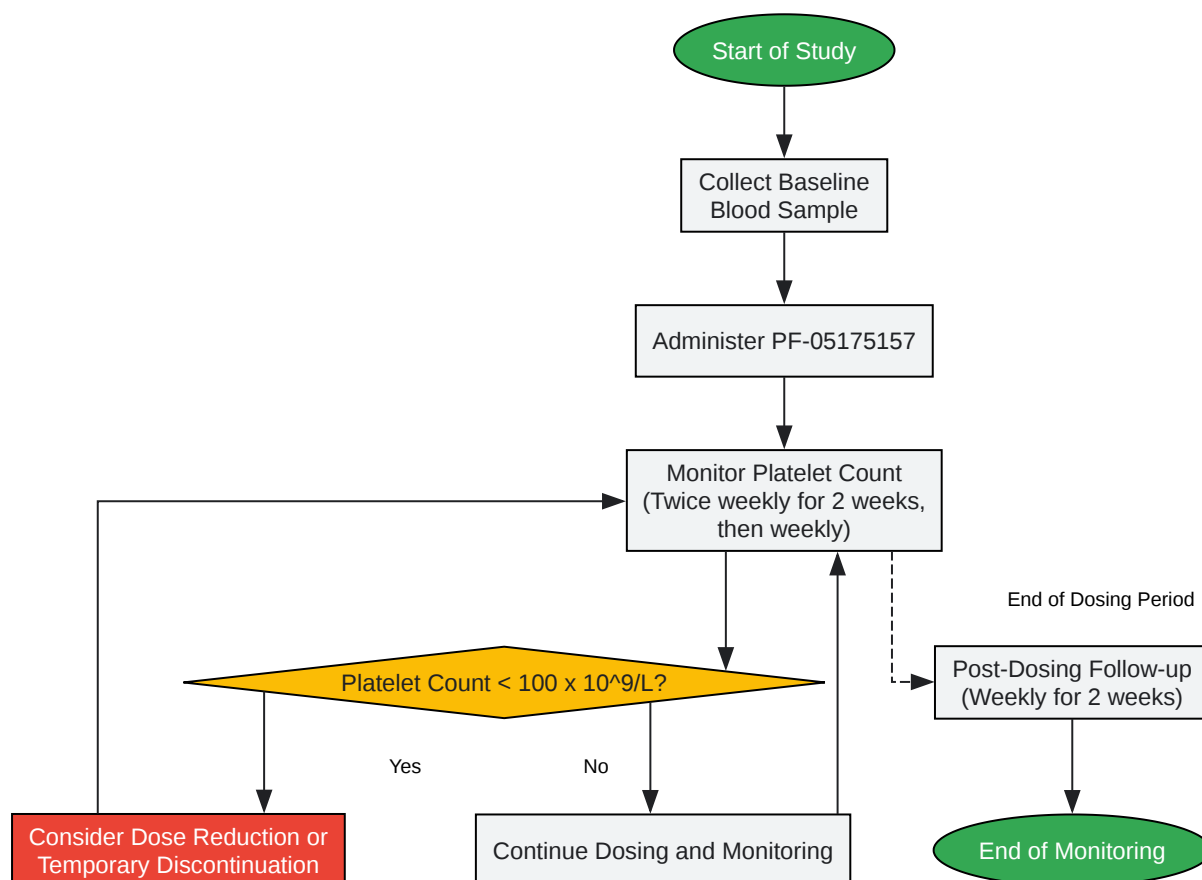 Start of Study
Collect Baseline
Blood Sample
Administer PF-05175157
Monitor Platelet Count
(Twice weekly for 2 weeks,
then weekly)
End of Dosing Period
Platelet Count < 100 x 10^9/L?
Post-Dosing Follow-up
(Weekly for 2 weeks)
Yes
No
Consider Dose Reduction or
Temporary Discontinuation
Continue Dosing and Monitoring
End of Monitoring